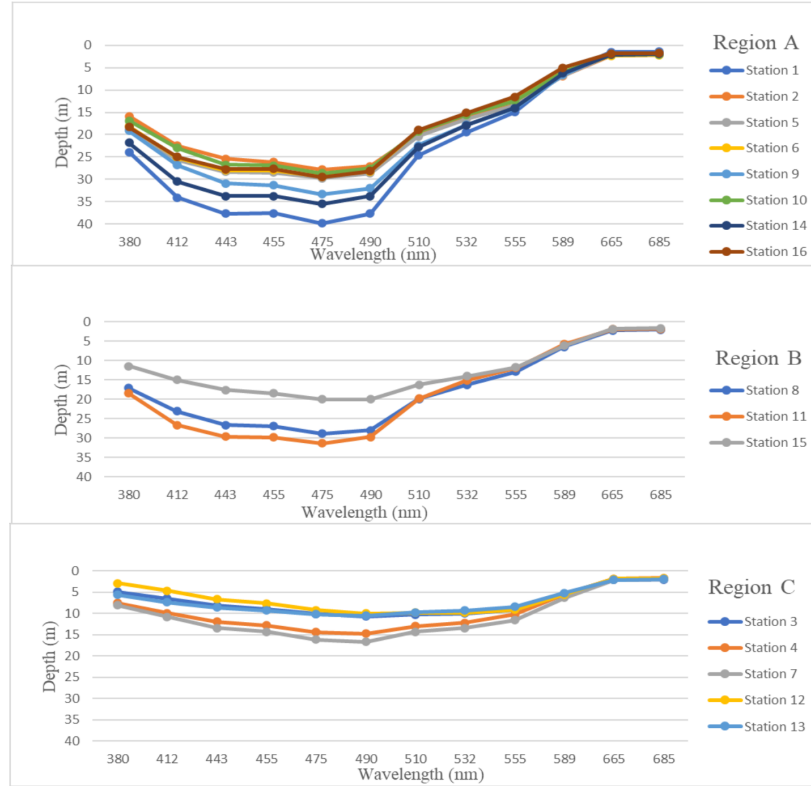 Region A
0
5
10
15
20
25
30
35
40
Depth (m)
380 412 443 455 475 490 510 532 555 589 665 685
Wavelength (nm)
Station 1
Station 2
Station 5
Station 6
Station 9
Station 10
Station 14
Station 16
Region B
0
5
10
15
20
25
30
35
40
Depth (m)
380 412 443 455 475 490 510 532 555 589 665 685
Wavelength (nm)
Station 8
Station 11
Station 15
Region C
0
5
10
15
20
25
30
35
40
Depth (m)
380 412 443 455 475 490 510 532 555 589 665 685
Wavelength (nm)
Station 3
Station 4
Station 7
Station 12
Station 13